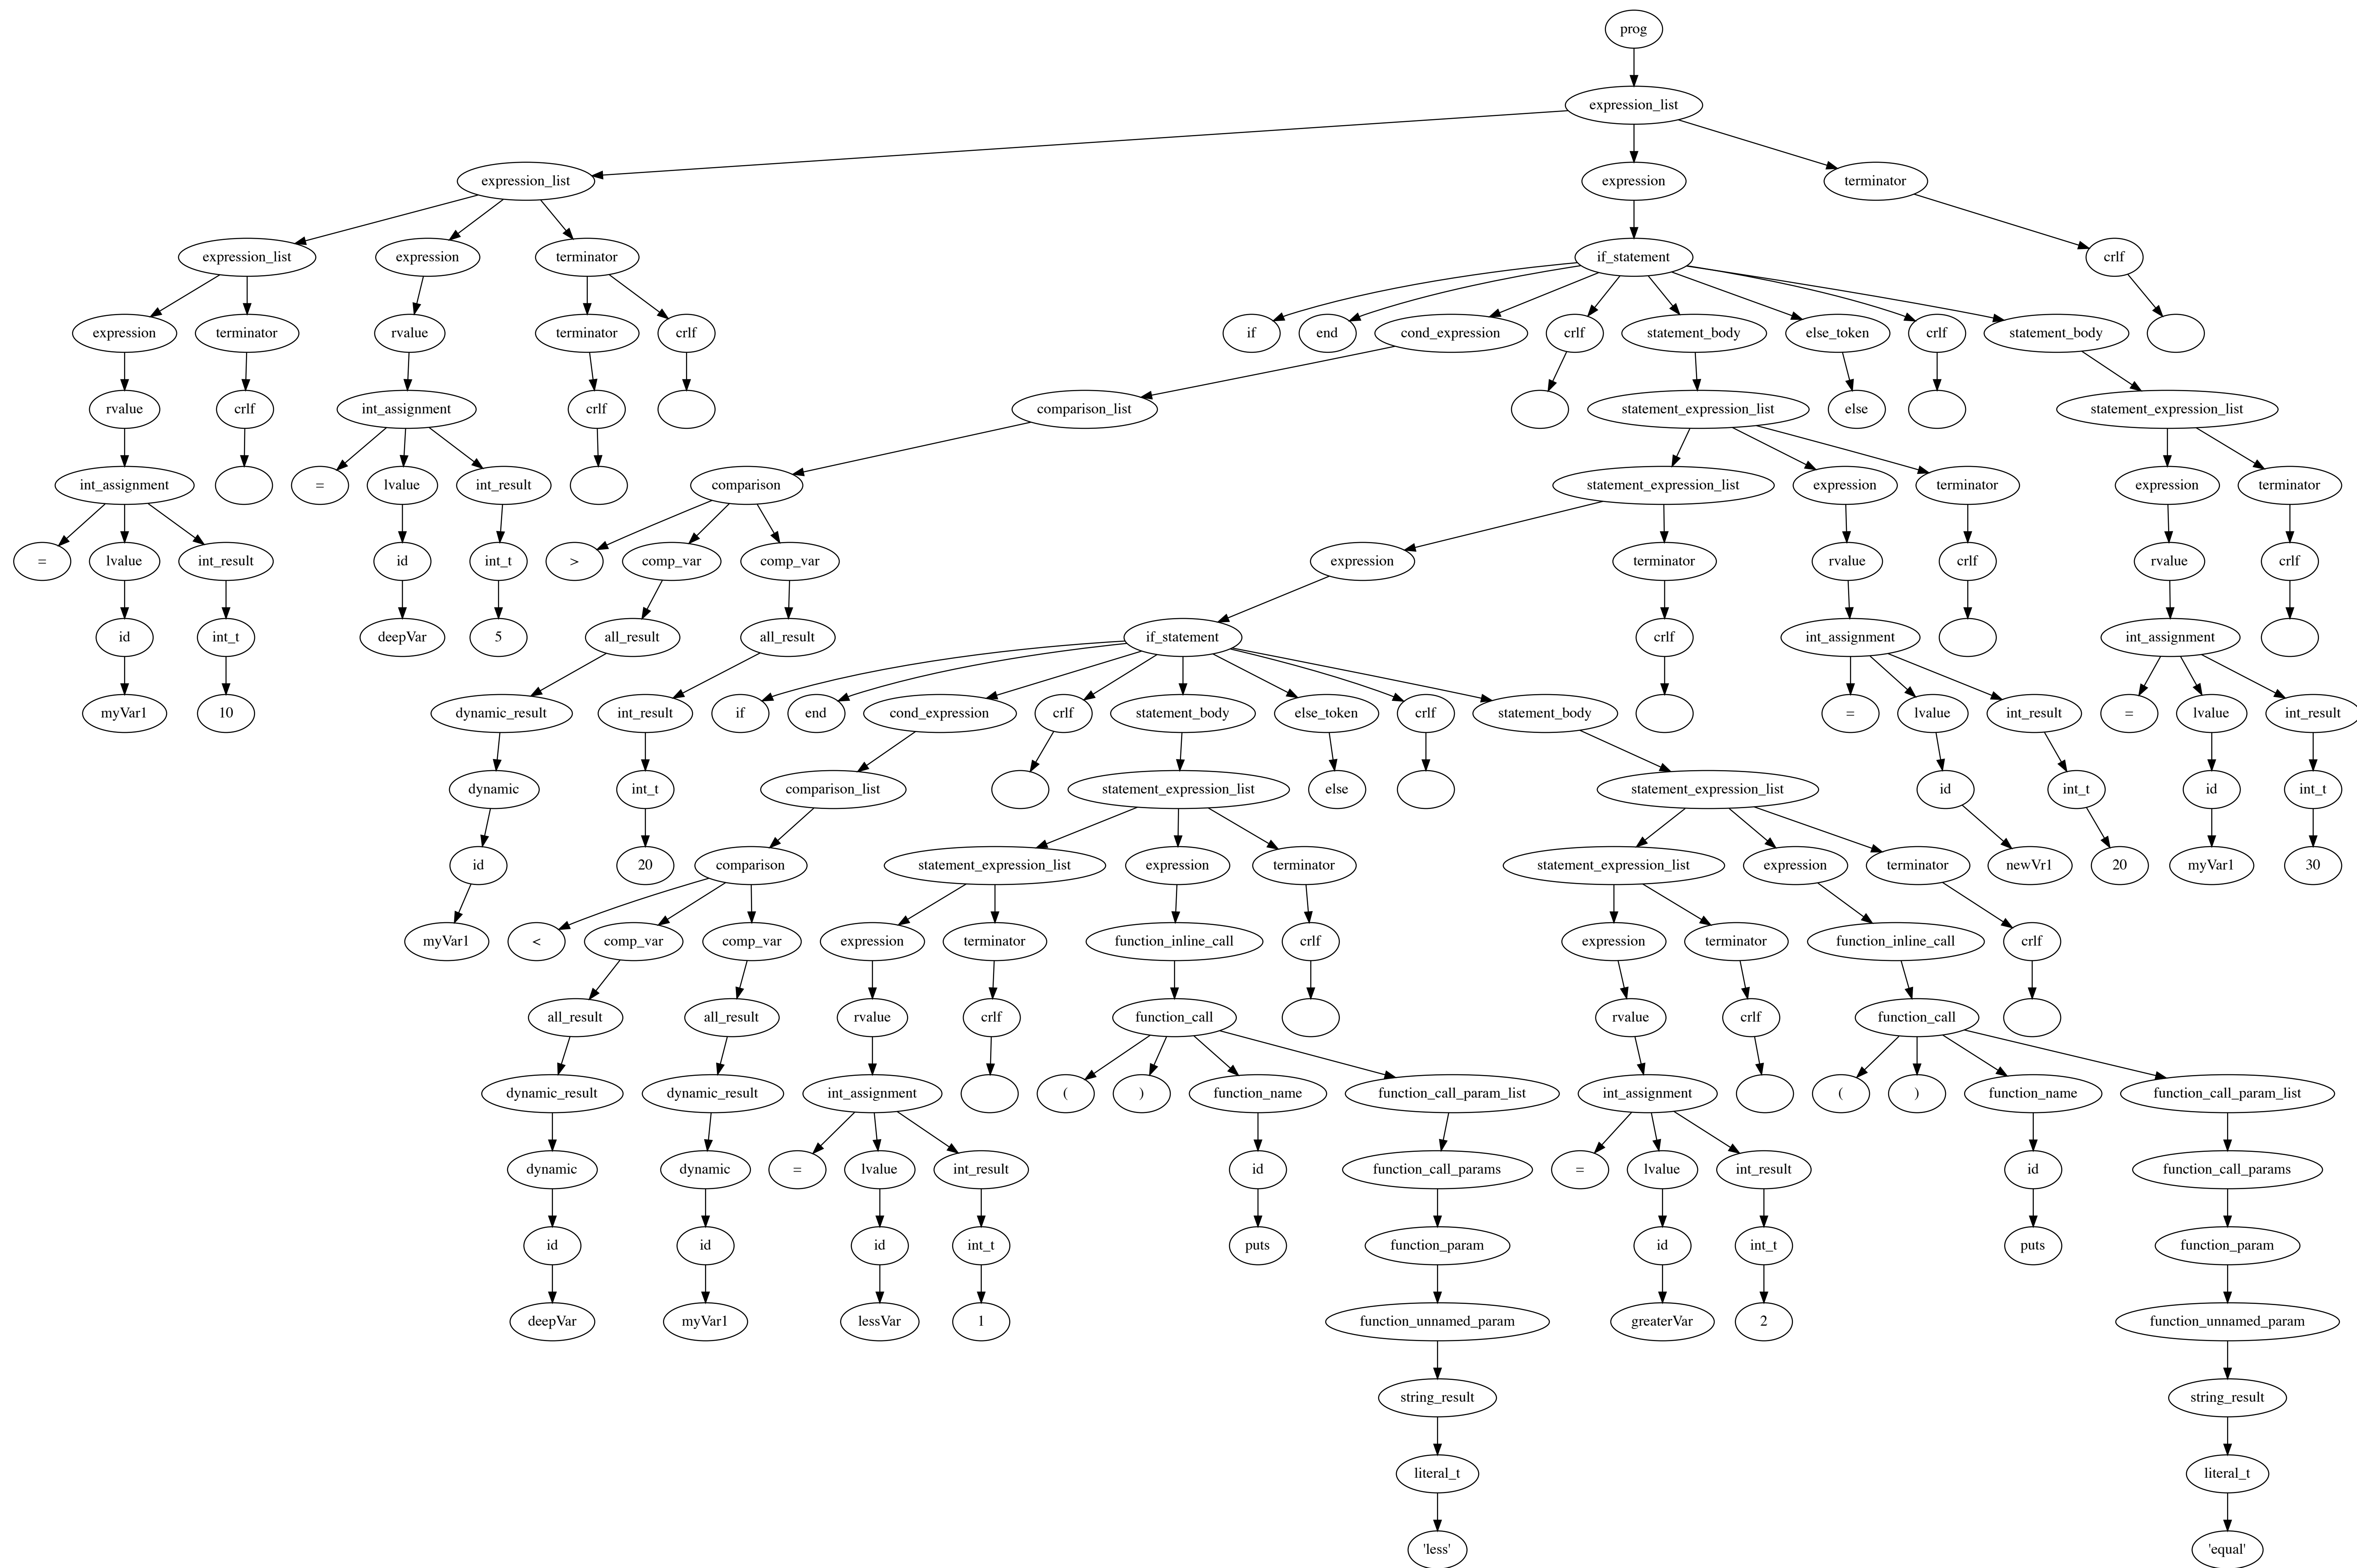 prog
expression_list
expression_list expression terminator
expression_list expression terminator if_statement crlf
expression terminator rvalue terminator crlf if end cond_expression crlf statement_body else_token crlf statement_body
rvalue crlf int_assignment crlf comparison_list statement_expression_list else statement_expression_list
int_assignment = lvalue int_result comparison statement_expression_list expression terminator expression terminator
= lvalue int_result id int_t > comp_var comp_var expression terminator rvalue crlf rvalue crlf
id int_t deepVar 5 all_result all_result if_statement crlf int_assignment int_assignment
myVar1 10 dynamic_result int_result if end cond_expression crlf statement_body else_token crlf statement_body = lvalue int_result = lvalue int_result
dynamic int_t comparison_list statement_expression_list else statement_expression_list id int_t id int_t
id 20 comparison statement_expression_list expression terminator statement_expression_list expression terminator newVr1 20 myVar1 30
myVar1 < comp_var comp_var expression terminator function_inline_call crlf expression terminator function_inline_call crlf
all_result all_result rvalue crlf function_call rvalue crlf function_call
dynamic_result dynamic_result int_assignment ( ) function_name function_call_param_list int_assignment ( ) function_name function_call_param_list
dynamic dynamic = lvalue int_result id function_call_params = lvalue int_result id function_call_params
id id id int_t puts function_param id int_t puts function_param
deepVar myVar1 lessVar 1 function_unnamed_param greaterVar 2 function_unnamed_param
string_result string_result
literal_t literal_t
'less' 'equal'